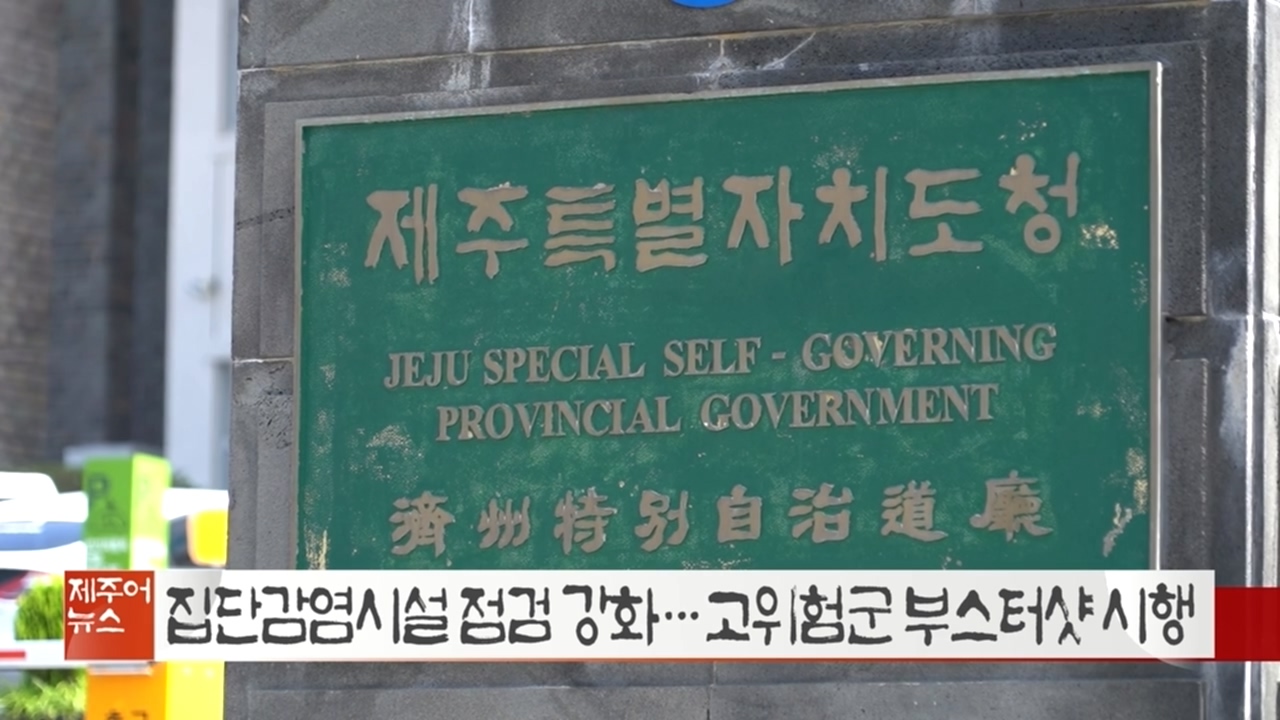 제주특별자치도청
JEJU SPECIAL SELF - GOVERNING
PROVINCIAL GOVERNMENT
濟州特別自治道廳
제주어
뉴스
집단감염시설 점검 강화…고위험군 부스터샷 시행
P
출구